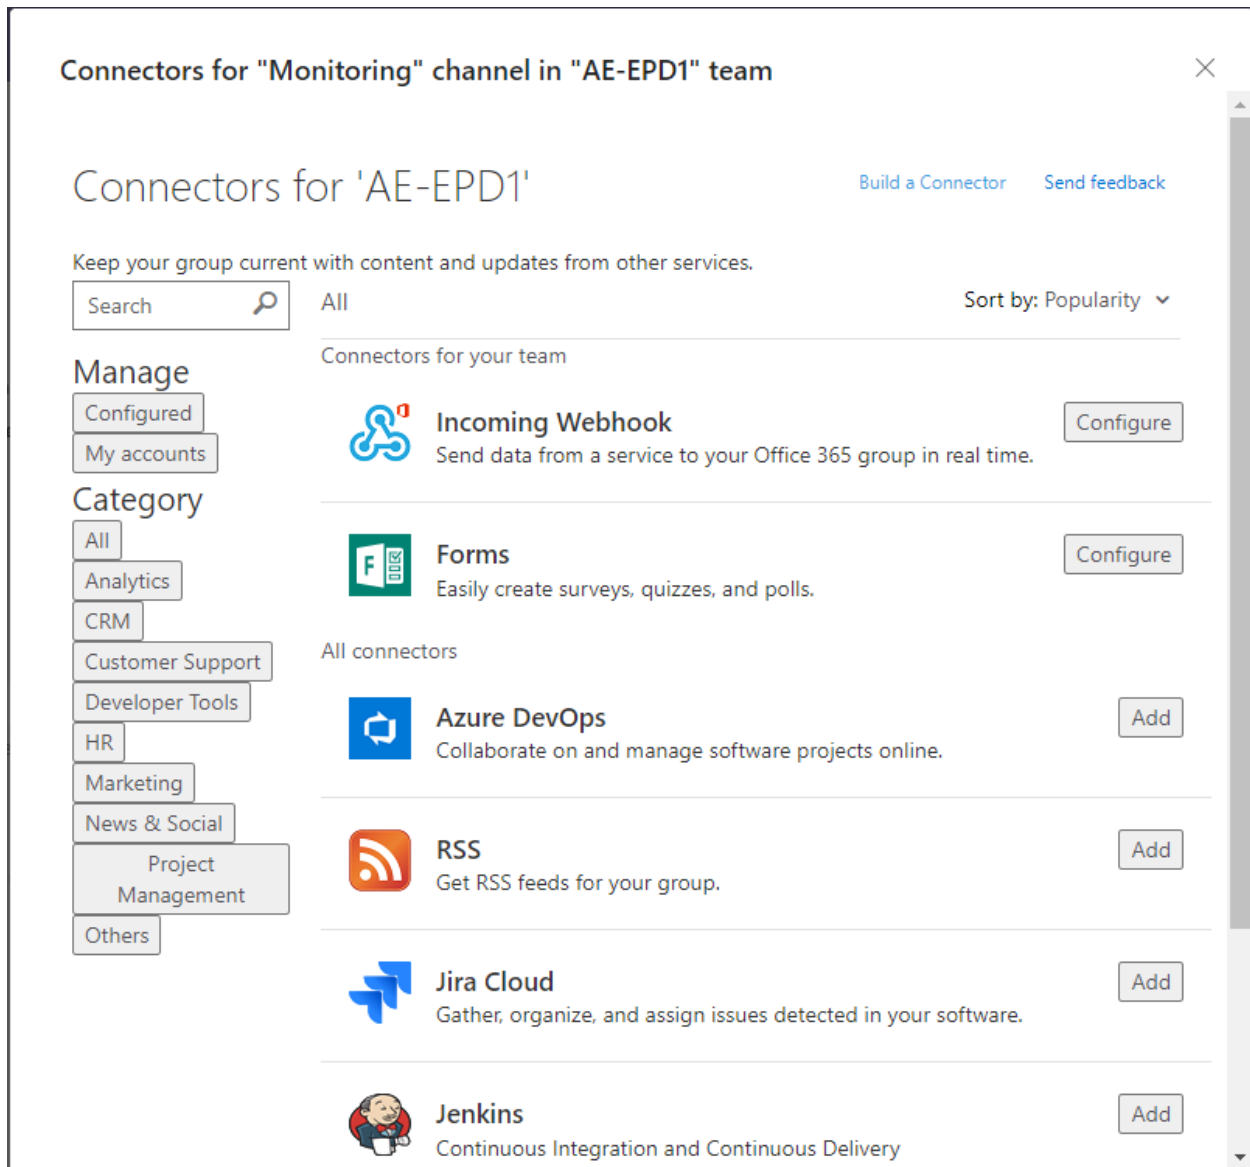 Connectors for "Monitoring" channel in "AE-EPD1" team
Connectors for 'AE-EPD1'
Build a Connector
Send feedback
Keep your group current with content and updates from other services.
Search
All
Sort by: Popularity
Manage
Configured
My accounts
Category
All
Analytics
CRM
Customer Support
Developer Tools
HR
Marketing
News & Social
Project
Management
Others
Connectors for your team
Incoming Webhook
Send data from a service to your Office 365 group in real time.
Configure
F
Forms
Easily create surveys, quizzes, and polls.
Configure
All connectors
Azure DevOps
Collaborate on and manage software projects online.
Add
RSS
Get RSS feeds for your group.
Add
Jira Cloud
Gather, organize, and assign issues detected in your software.
Add
Jenkins
Continuous Integration and Continuous Delivery
Add